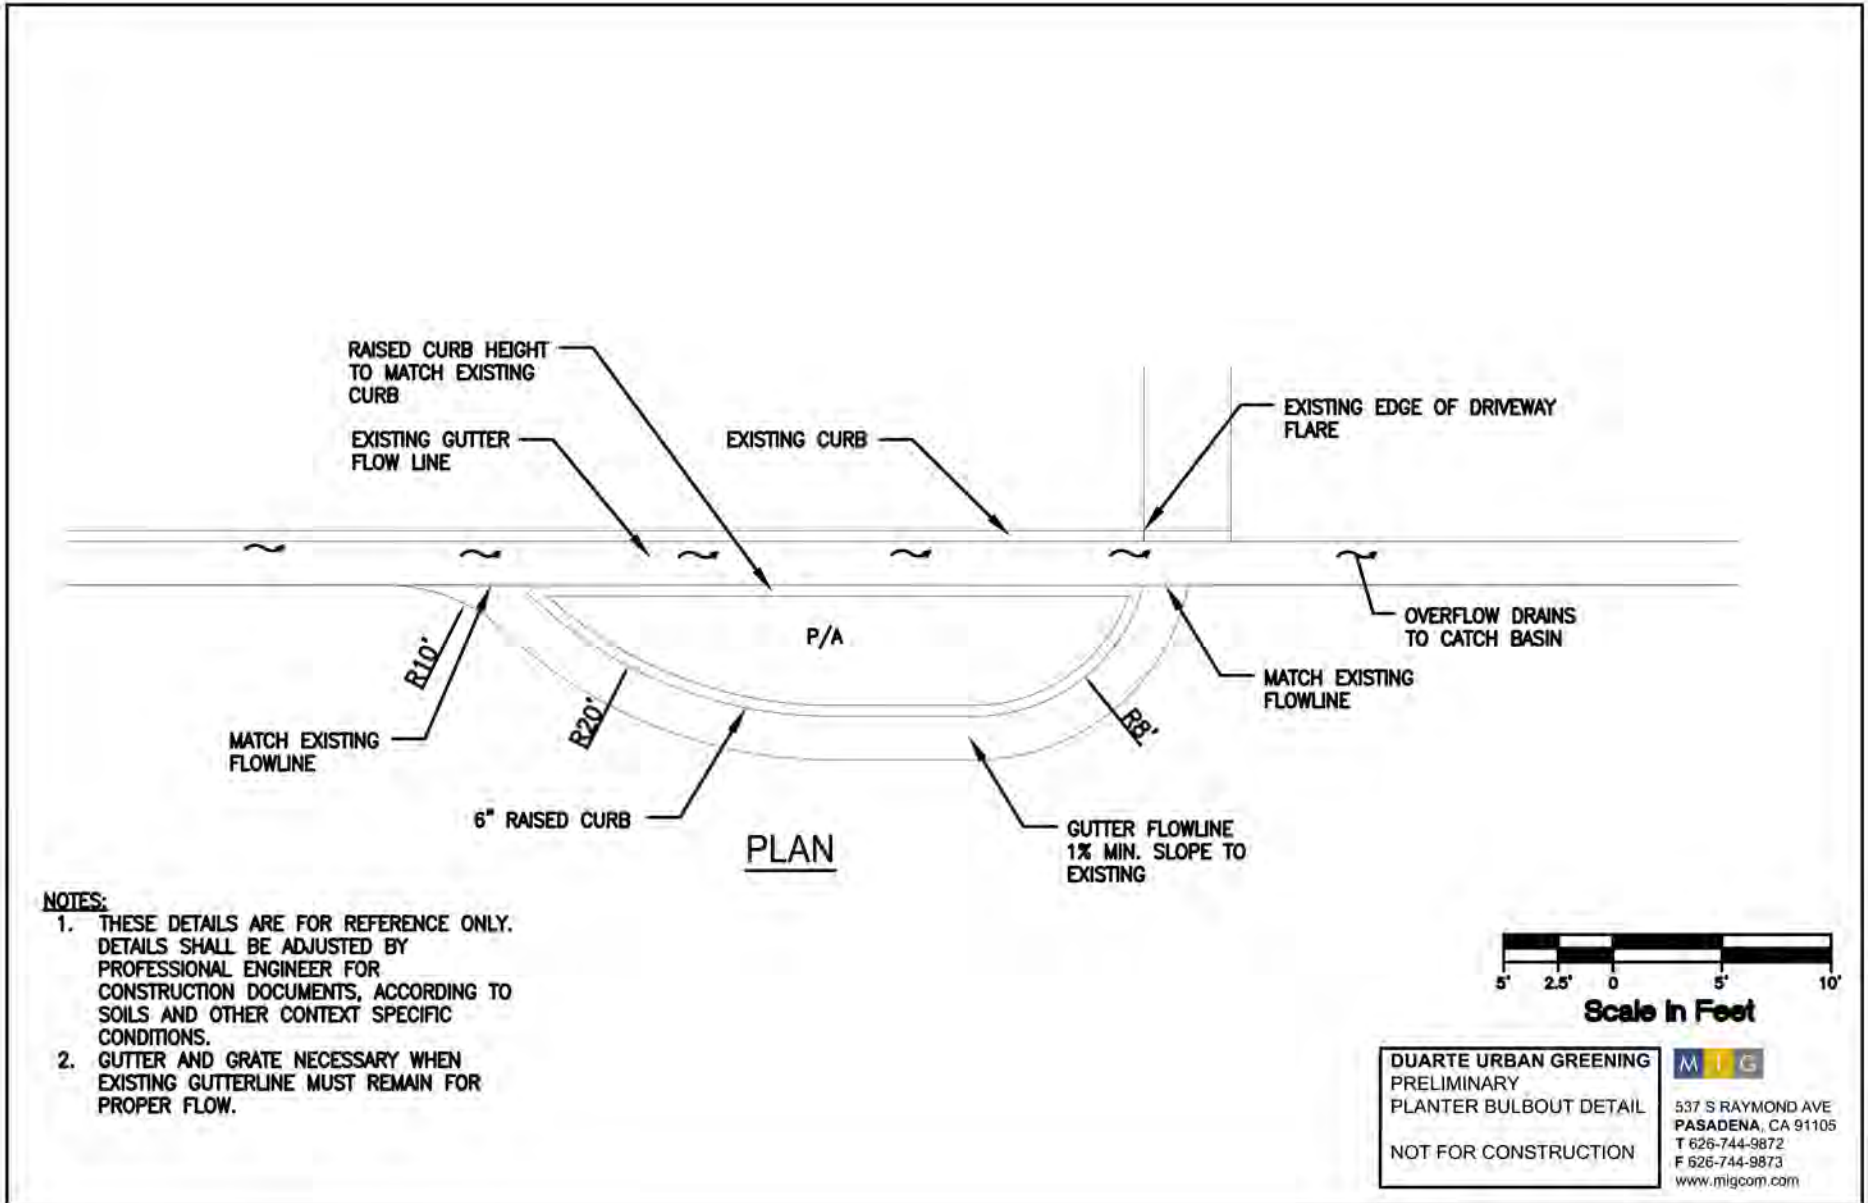 RAISED CURB HEIGHT
TO MATCH EXISTING
CURB
EXISTING GUTTER
FLOW LINE
EXISTING CURB
EXISTING EDGE OF DRIVEWAY
FLARE
P/A
OVERFLOW DRAINS
TO CATCH BASIN
R10'
R20'
R8'
MATCH EXISTING
FLOWLINE
MATCH EXISTING
FLOWLINE
6" RAISED CURB
GUTTER FLOWLINE
1% MIN. SLOPE TO
EXISTING
PLAN
NOTES:
1. THESE DETAILS ARE FOR REFERENCE ONLY.
DETAILS SHALL BE ADJUSTED BY
PROFESSIONAL ENGINEER FOR
CONSTRUCTION DOCUMENTS, ACCORDING TO
SOILS AND OTHER CONTEXT SPECIFIC
CONDITIONS.
2. GUTTER AND GRATE NECESSARY WHEN
EXISTING GUTTERLINE MUST REMAIN FOR
PROPER FLOW.
5' 2.5' 0 5' 10'
Scale in Feet
DUARTE URBAN GREENING
PRELIMINARY
PLANTER BULBOUT DETAIL
NOT FOR CONSTRUCTION
M I G
537 S RAYMOND AVE
PASADENA, CA 91105
T 626-744-9872
F 626-744-9873
www.migcom.com